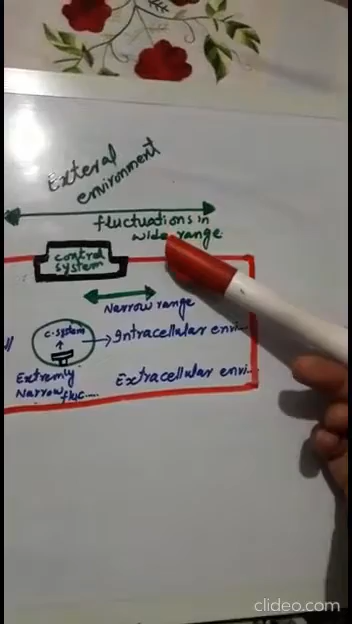 Exteral
environment
fluctuations in
wide range
control
system
Narrow range
c-system
Intracellular envi--
Extremly
Narrow
fluc.....
Extracellular envi--
clideo.com